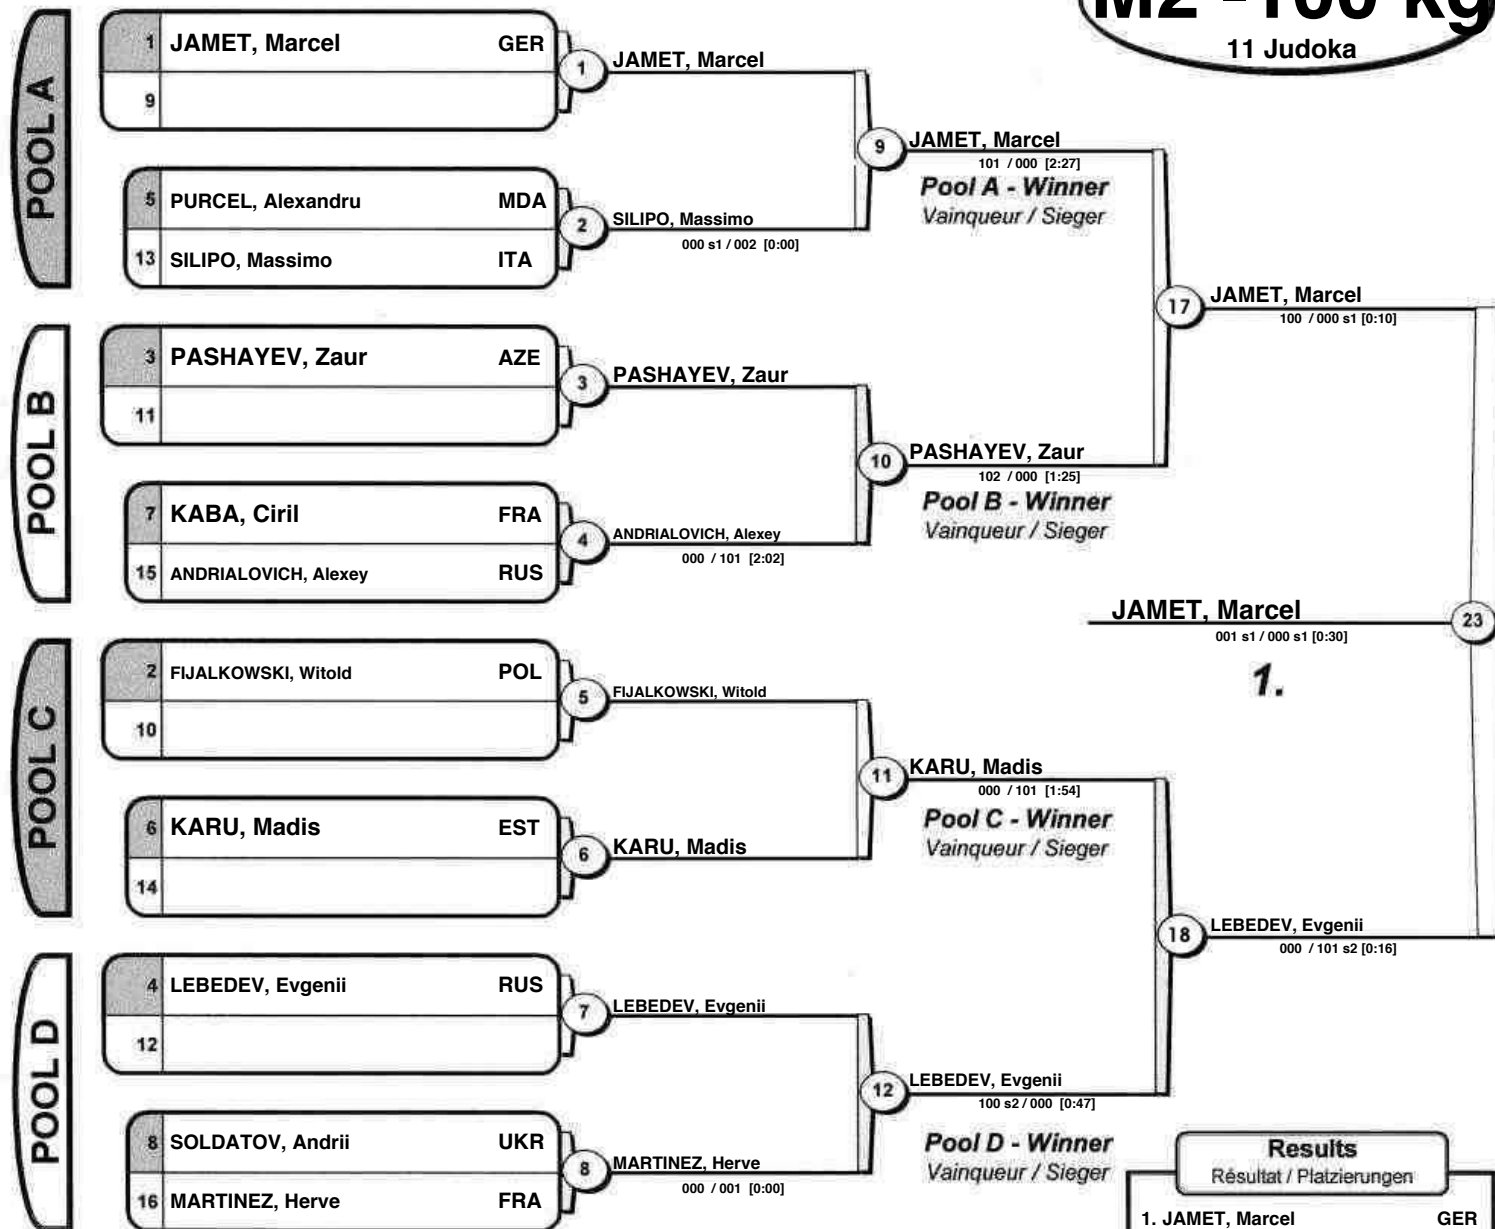 M2 -100 kg
11 Judoka
POOL A
1 JAMET, Marcel GER
9
1 JAMET, Marcel
5 PURCEL, Alexandru MDA
13 SILIPO, Massimo ITA
2 SILIPO, Massimo
000 s1 / 002 [0:00]
9 JAMET, Marcel
101 / 000 [2:27]
Pool A - Winner
Vainqueur / Sieger
POOL B
3 PASHAYEV, Zaur AZE
11
3 PASHAYEV, Zaur
7 KABA, Ciril FRA
15 ANDRIALOVICH, Alexey RUS
4 ANDRIALOVICH, Alexey
000 / 101 [2:02]
10 PASHAYEV, Zaur
102 / 000 [1:25]
Pool B - Winner
Vainqueur / Sieger
17 JAMET, Marcel
100 / 000 s1 [0:10]
JAMET, Marcel 23
001 s1 / 000 s1 [0:30]
1.
POOL C
2 FIJALKOWSKI, Witold POL
10
5 FIJALKOWSKI, Witold
6 KARU, Madis EST
14
6 KARU, Madis
11 KARU, Madis
000 / 101 [1:54]
Pool C - Winner
Vainqueur / Sieger
POOL D
4 LEBEDEV, Evgenii RUS
12
7 LEBEDEV, Evgenii
8 SOLDATOV, Andrii UKR
16 MARTINEZ, Herve FRA
8 MARTINEZ, Herve
000 / 001 [0:00]
12 LEBEDEV, Evgenii
100 s2 / 000 [0:47]
Pool D - Winner
Vainqueur / Sieger
18 LEBEDEV, Evgenii
000 / 101 s2 [0:16]
Results
Résultat / Platzierungen
1. JAMET, Marcel GER